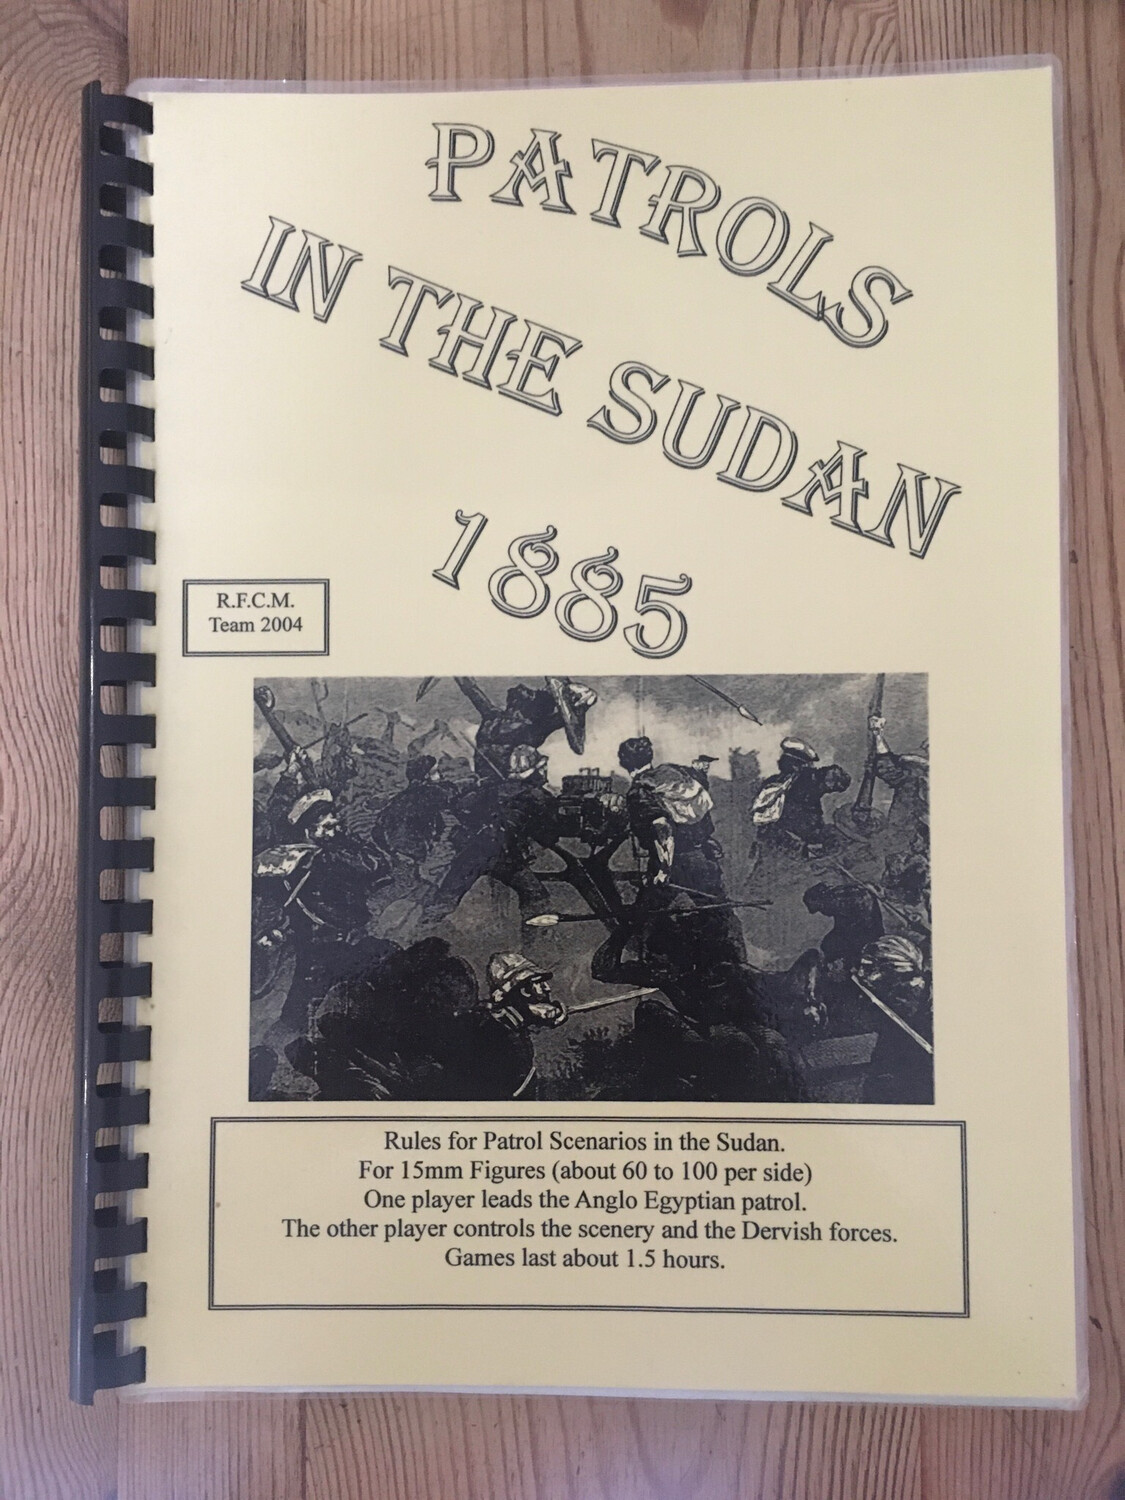 PATROLS
IN THE SUDAN
1885
R.F.C.M.
Team 2004
Rules for Patrol Scenarios in the Sudan.
For 15mm Figures (about 60 to 100 per side)
One player leads the Anglo Egyptian patrol.
The other player controls the scenery and the Dervish forces.
Games last about 1.5 hours.